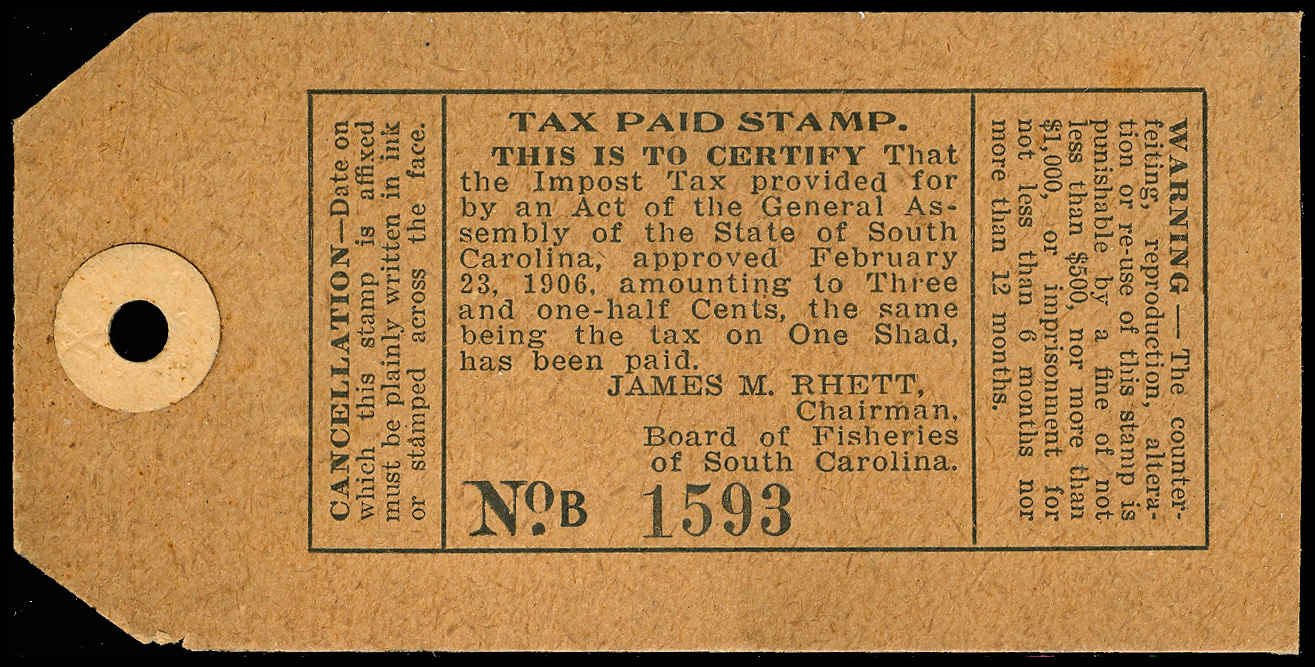 CANCELLATION—Date on
which this stamp is affixed
must be plainly written in ink
or stamped across the face.
TAX PAID STAMP.
THIS IS TO CERTIFY That
the Impost Tax provided for
by an Act of the General As-
sembly of the State of South
Carolina, approved February
23, 1906, amounting to Three
and one-half Cents, the same
being the tax on One Shad,
has been paid.
JAMES M. RHETT,
Chairman,
Board of Fisheries
of South Carolina.
No. B 1593
WARNING—The counter-
feiting, reproduction, altera-
tion or re-use of this stamp is
punishable by a fine of not
less than $500, nor more than
$1,000, or imprisonment for
not less than 6 months nor
more than 12 months.